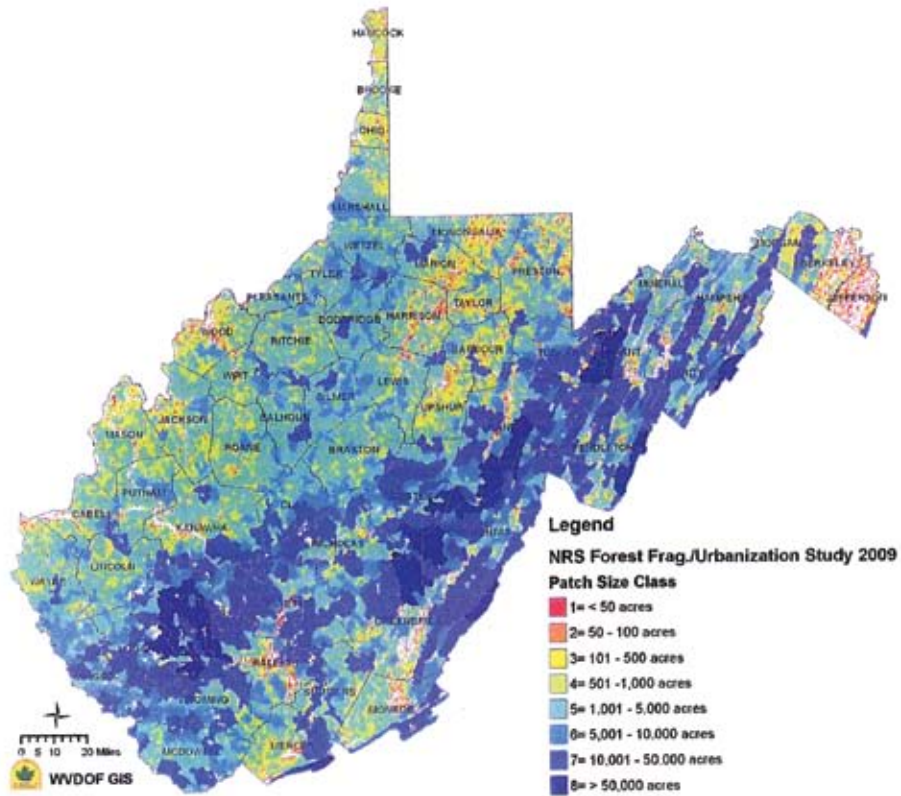 HANCOCK
BROOKE
OHIO
MARSHALL
WETZEL
MONONGALIA
MARION
PRESTON
MORGAN
BERKELEY
JEFFERSON
MINERAL
HAMPSHIRE
TYLER
PLEASANTS
DODDRIDGE
HARRISON
TAYLOR
WOOD
RITCHIE
BARBOUR
WIRT
LEWIS
GILMER
UPSHUR
JACKSON
CALHOUN
MASON
ROANE
BRAXTON
PENDLETON
PUTNAM
CABELL
KANAWHA
WAYNE
LINCOLN
NICHOLAS
GREENBRIER
RALEIGH
SUMMERS
MONROE
WYOMING
MCDOWELL
MERCER
Legend
NRS Forest Frag./Urbanization Study 2009
Patch Size Class
1= < 50 acres
2= 50 - 100 acres
3= 101 - 500 acres
4= 501 -1,000 acres
5= 1,001 - 5,000 acres
6= 5,001 - 10,000 acres
7= 10,001 - 50,000 acres
8= > 50,000 acres
0 5 10 20 Miles
WVDOF GIS